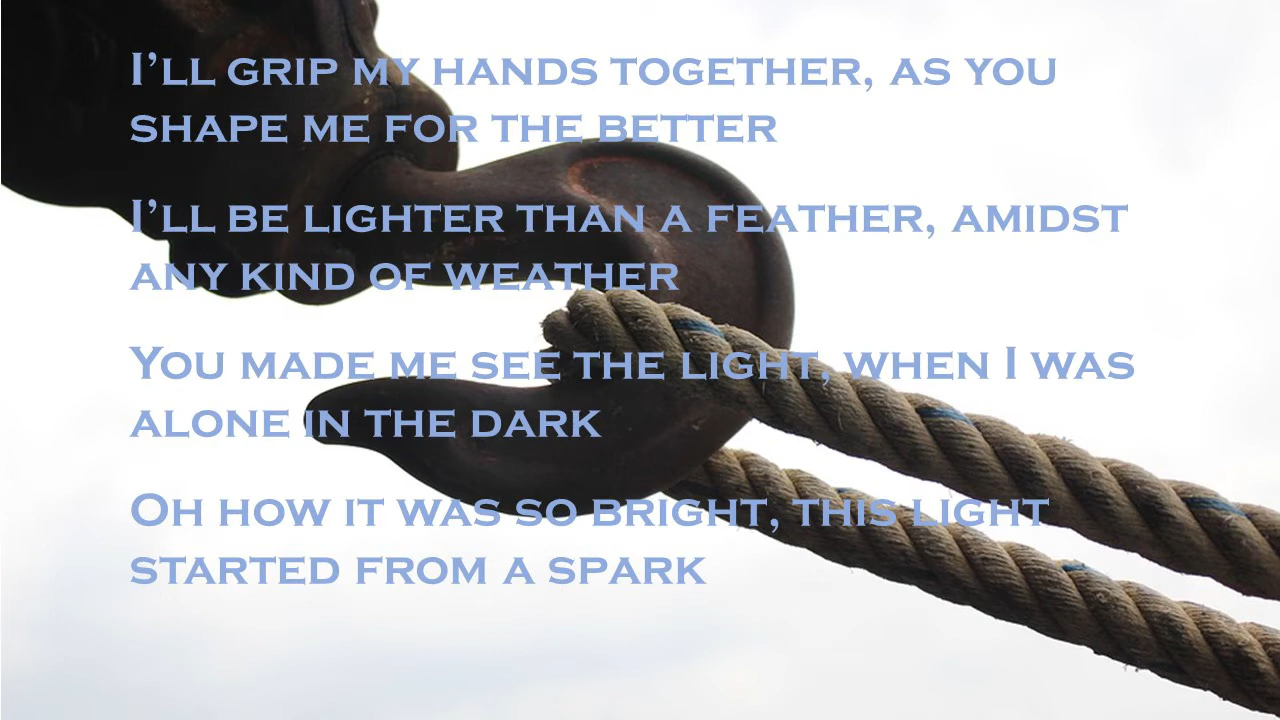 I’ll grip my hands together, as you
shape me for the better
I’ll be lighter than a feather, amidst
any kind of weather
You made me see the light, when I was
alone in the dark
Oh how it was so bright, this light
started from a spark